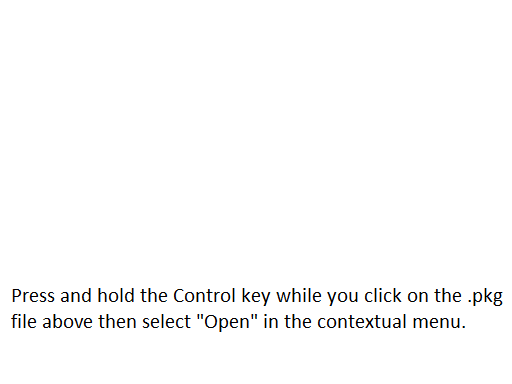 Press and hold the Control key while you click on the .pkg
file above then select "Open" in the contextual menu.